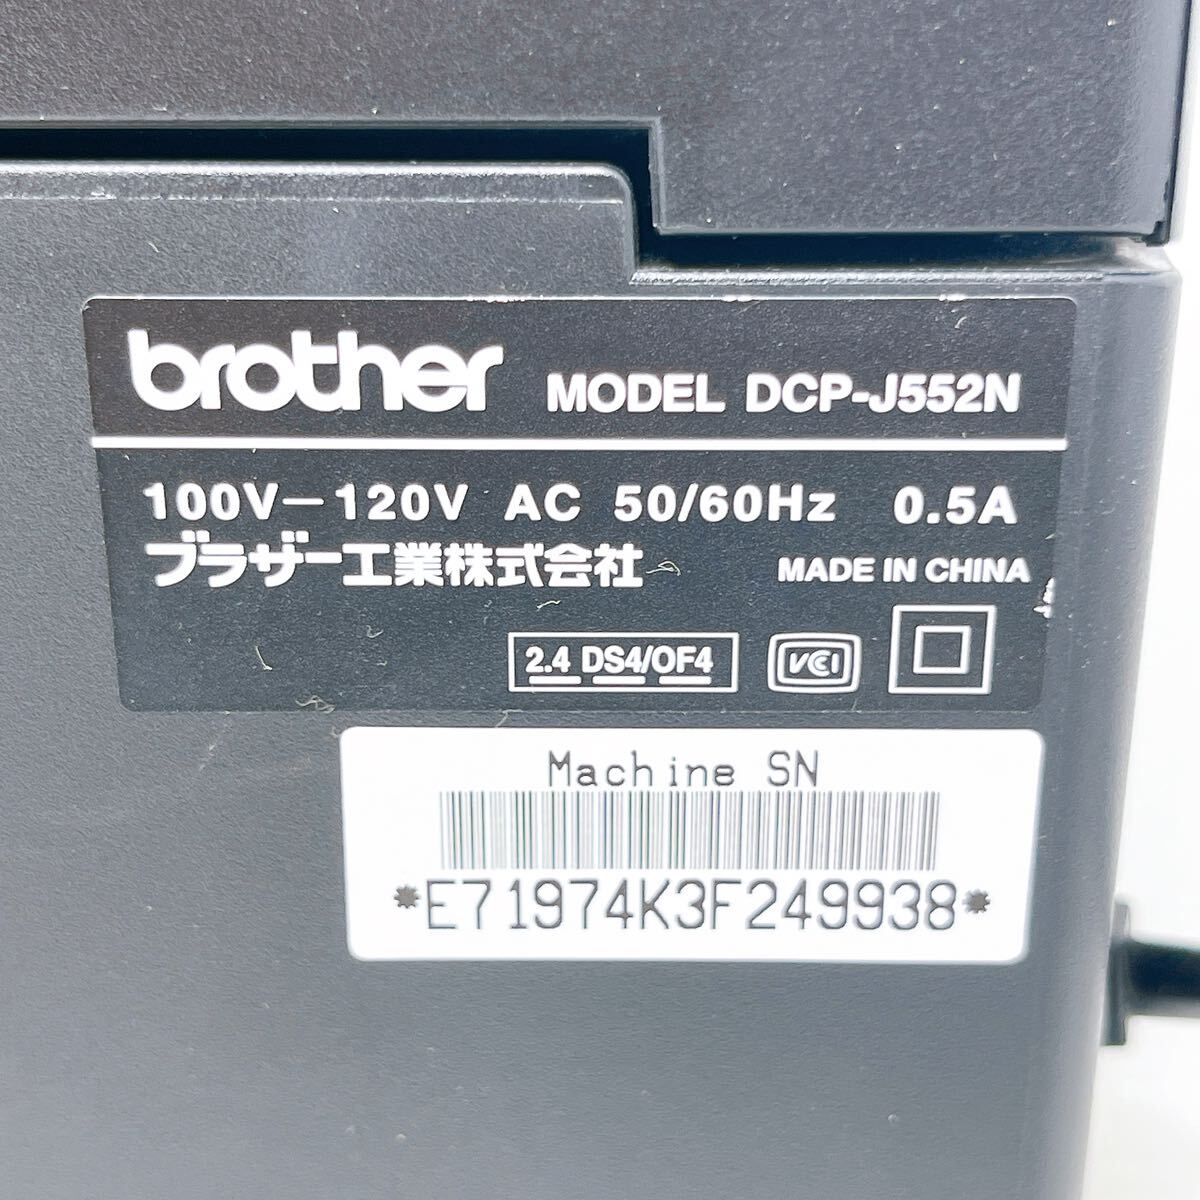 brother MODEL DCP-J552N
100V-120V AC 50/60Hz 0.5A
ブラザー工業株式会社 MADE IN CHINA
2.4 DS4/OF4 VCCI
Machine SN
*E71974K3F249938*